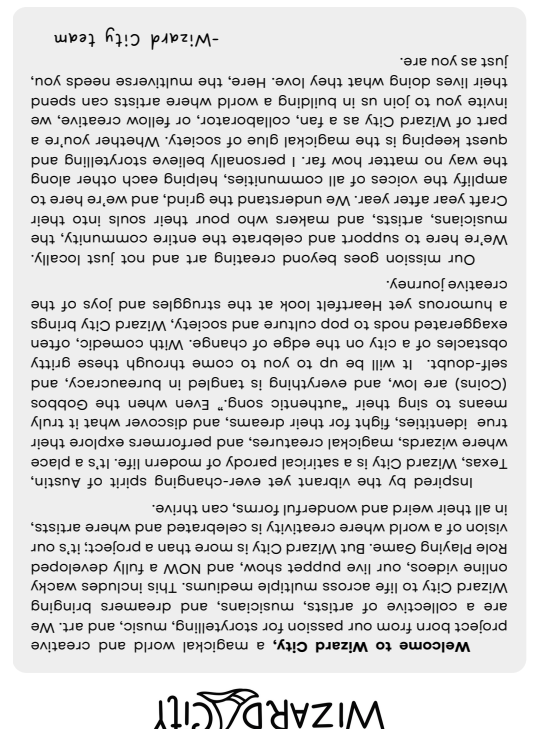 WIZARD CITY
Welcome to Wizard City, a magickal world and creative
project born from our passion for storytelling, music, and art. We
are a collective of artists, musicians, and dreamers bringing
Wizard City to life across multiple mediums. This includes wacky
online videos, our live puppet show, and NOW a fully developed
Role Playing Game. But Wizard City is more than a project; it's our
vision of a world where creativity is celebrated and where artists,
in all their weird and wonderful forms, can thrive.
Inspired by the vibrant yet ever-changing spirit of Austin,
Texas, Wizard City is a satirical parody of modern life. It's a place
where wizards, magickal creatures, and performers explore their
true identities, fight for their dreams, and discover what it truly
means to sing their "authentic song." Even when the Gobbos
(Coins) are low, and everything is tangled in bureaucracy, and
self-doubt. It will be up to you to come through these gritty
obstacles of a city on the edge of change. With comedic, often
exaggerated nods to pop culture and society, Wizard City brings
a humorous yet Heartfelt look at the struggles and joys of the
creative journey.
Our mission goes beyond creating art and not just locally.
We're here to support and celebrate the entire community, the
musicians, artists, and makers who pour their souls into their
Craft year after year. We understand the grind, and we're here to
amplify the voices of all communities, helping each other along
the way no matter how far. I personally believe storytelling and
quest keeping is the magickal glue of society. Whether you're a
part of Wizard City as a fan, collaborator, or fellow creative, we
invite you to join us in building a world where artists can spend
their lives doing what they love. Here, the multiverse needs you,
just as you are.
-Wizard City team